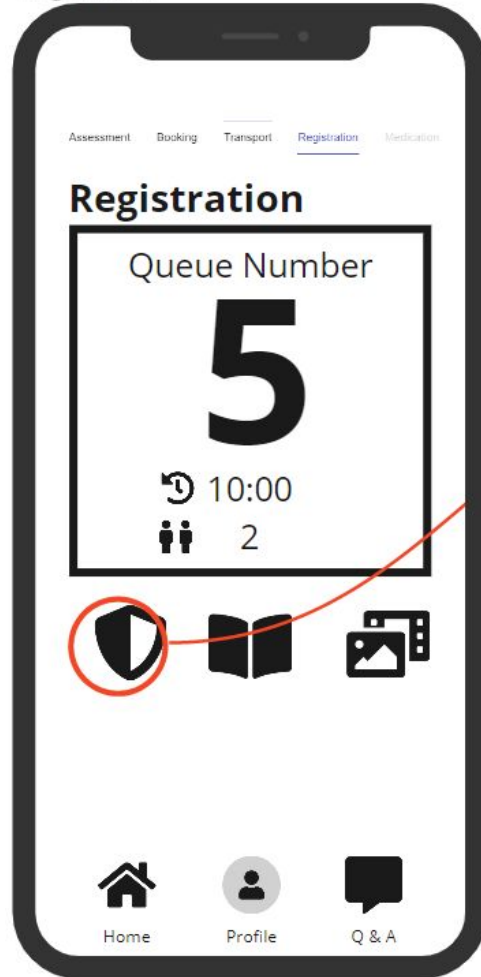 Assessment Booking Transport Registration Medication
Registration
Queue Number
5
10:00
2
Home Profile Q & A